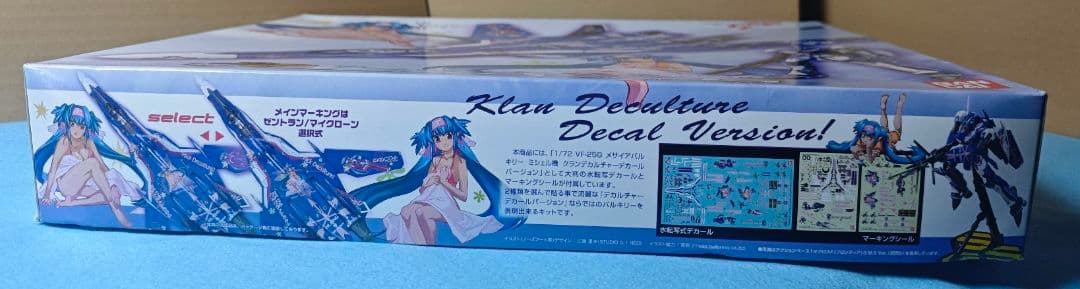 Klan Deculture
Decal Version!
select
メインマーキングは
ゼントラン/マイクローン
選択式
本商品には、「1/72 VF-25G メサイアバル
キリー ミシェル機 クランデカルチャーデカール
バージョン」として大判の水転写デカールと
マーキングシールが付属しています。
2種類を選んで貼る事で流麗な「デカルチャー
デカールバージョン」ならではのバルキリーを
表現出来るキットです。
水転写式デカール
マーキングシール